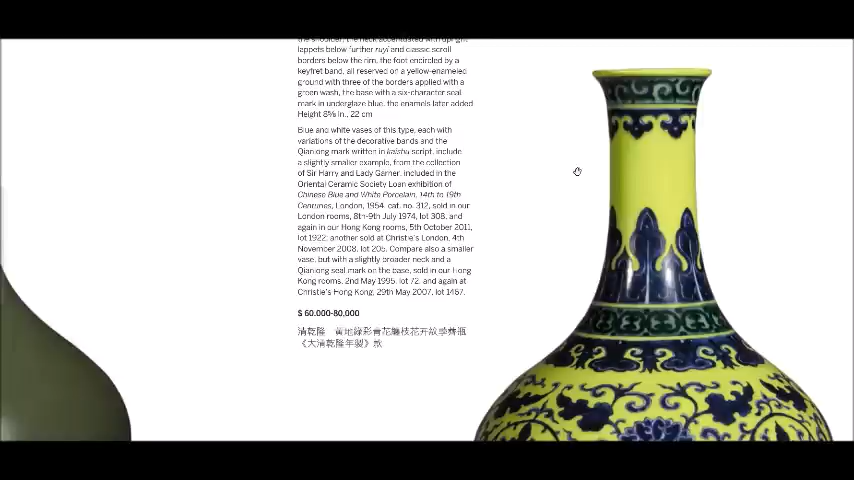 the shoulder, the neck accentuated with upright
lappets below further ruyi and classic scroll
borders below the rim, the foot encircled by a
keyfret band, all reserved on a yellow-enameled
ground with three of the borders applied with a
green wash, the base with a six-character seal
mark in underglaze blue, the enamels later added
Height 8⅝ in., 22 cm
Blue and white vases of this type, each with
variations of the decorative bands and the
Qianlong mark written in kaishu script, include
a slightly smaller example, from the collection
of Sir Harry and Lady Garner, included in the
Oriental Ceramic Society Loan exhibition of
Chinese Blue and White Porcelain, 14th to 19th
Centuries, London, 1954, cat. no. 312, sold in our
London rooms, 8th-9th July 1974, lot 308, and
again in our Hong Kong rooms, 5th October 2011,
lot 1922; another sold at Christie's London, 4th
November 2008, lot 205. Compare also a smaller
vase, but with a slightly broader neck and a
Qianlong seal mark on the base, sold in our Hong
Kong rooms, 2nd May 1995, lot 72, and again at
Christie's Hong Kong, 29th May 2007, lot 1467.
$ 60,000-80,000
清乾隆 黃地綠彩青花纏枝花卉紋學葬瓶
《大清乾隆年製》款